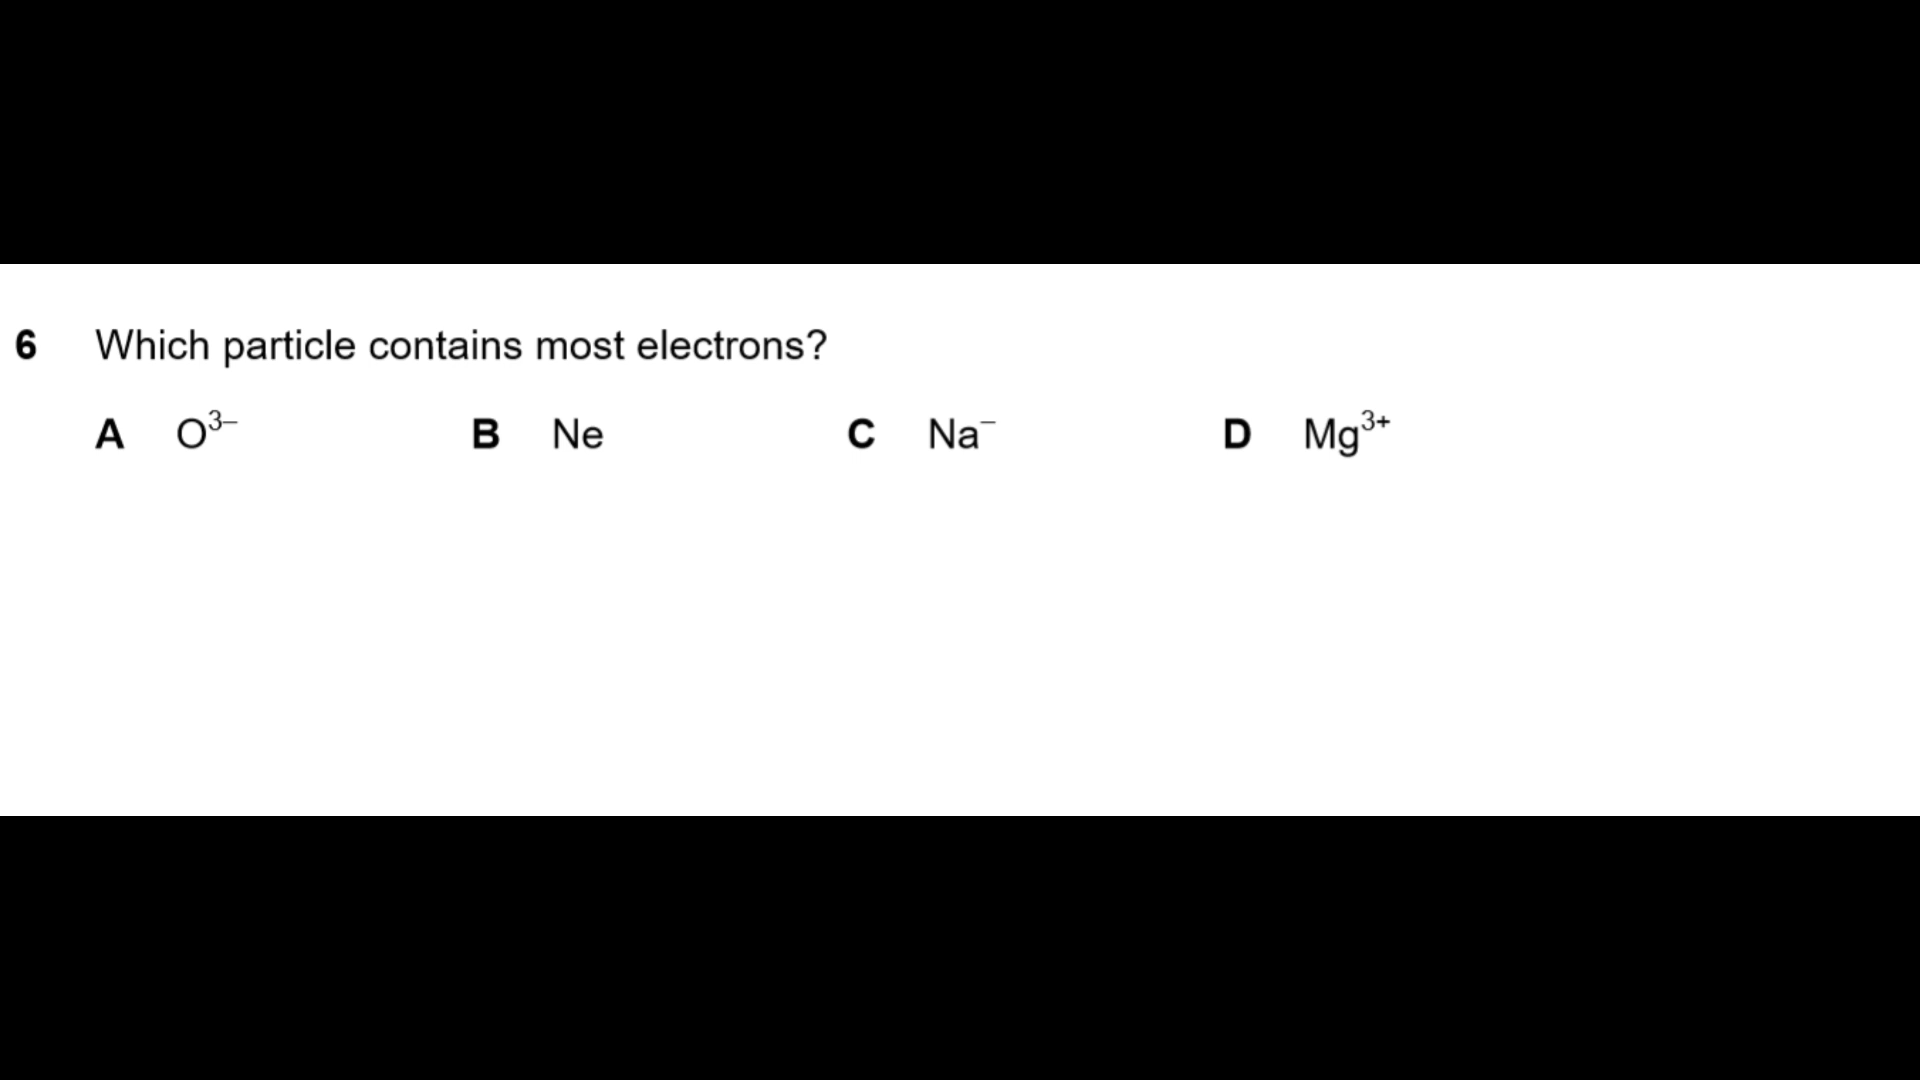 6 Which particle contains most electrons?
A O³⁻ B Ne C Na⁻ D Mg³⁺